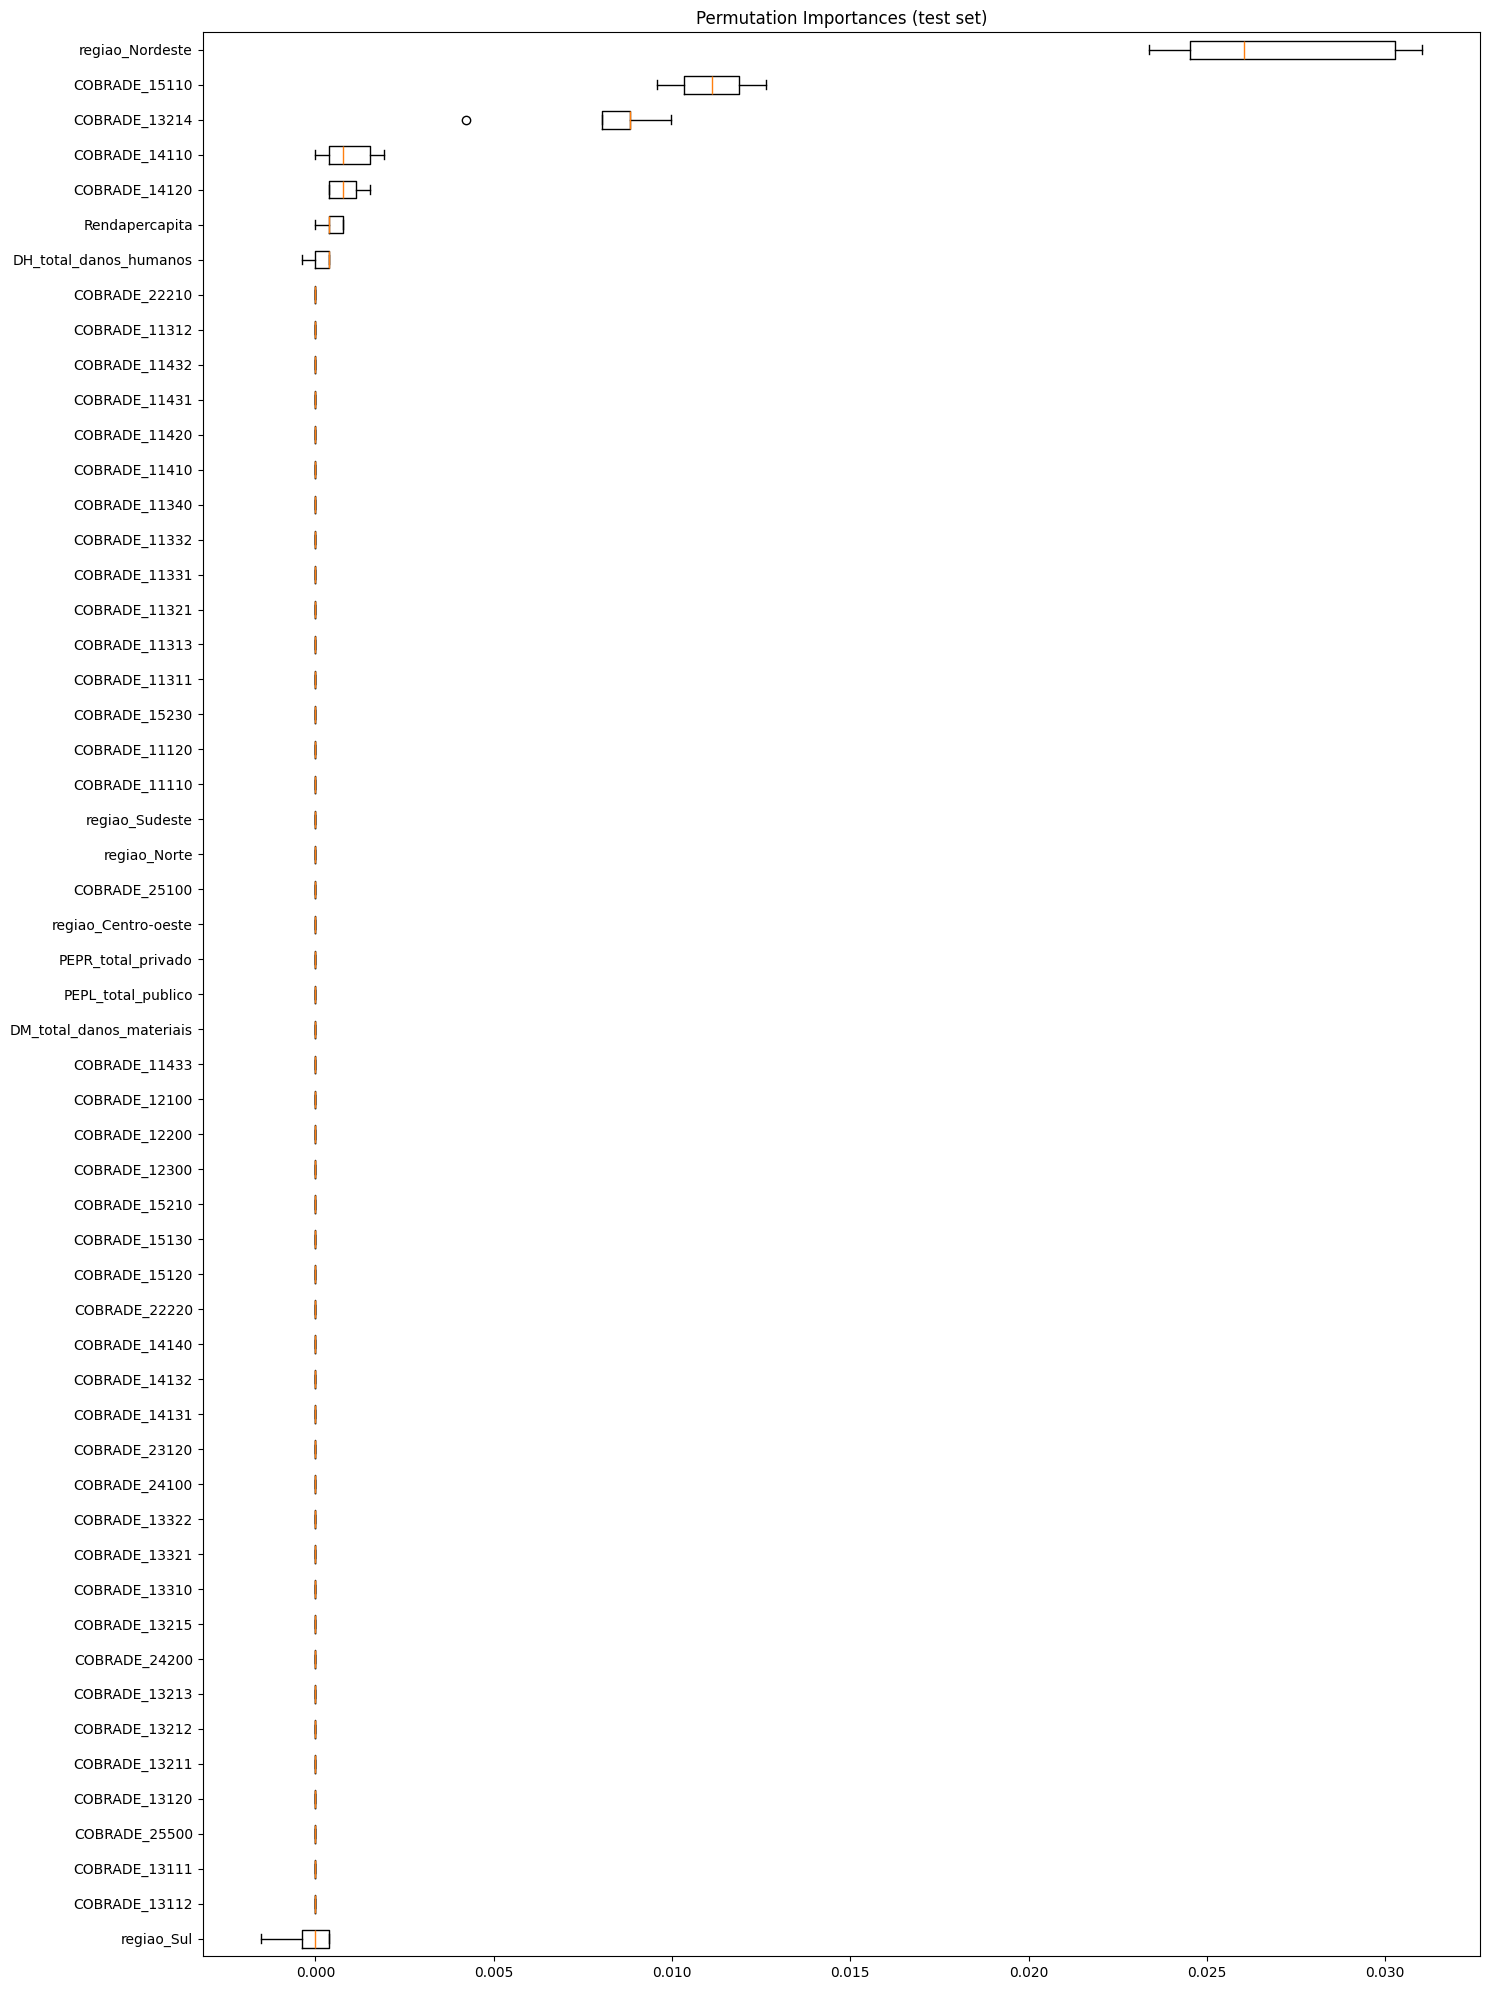 Permutation Importances (test set)
regiao_Nordeste
COBRADE_15110
COBRADE_13214
COBRADE_14110
COBRADE_14120
Rendapercapita
DH_total_danos_humanos
COBRADE_22210
COBRADE_11312
COBRADE_11432
COBRADE_11431
COBRADE_11420
COBRADE_11410
COBRADE_11340
COBRADE_11332
COBRADE_11331
COBRADE_11321
COBRADE_11313
COBRADE_11311
COBRADE_15230
COBRADE_11120
COBRADE_11110
regiao_Sudeste
regiao_Norte
COBRADE_25100
regiao_Centro-oeste
PEPR_total_privado
PEPL_total_publico
DM_total_danos_materiais
COBRADE_11433
COBRADE_12100
COBRADE_12200
COBRADE_12300
COBRADE_15210
COBRADE_15130
COBRADE_15120
COBRADE_22220
COBRADE_14140
COBRADE_14132
COBRADE_14131
COBRADE_23120
COBRADE_24100
COBRADE_13322
COBRADE_13321
COBRADE_13310
COBRADE_13215
COBRADE_24200
COBRADE_13213
COBRADE_13212
COBRADE_13211
COBRADE_13120
COBRADE_25500
COBRADE_13111
COBRADE_13112
regiao_Sul
0.000 0.005 0.010 0.015 0.020 0.025 0.030